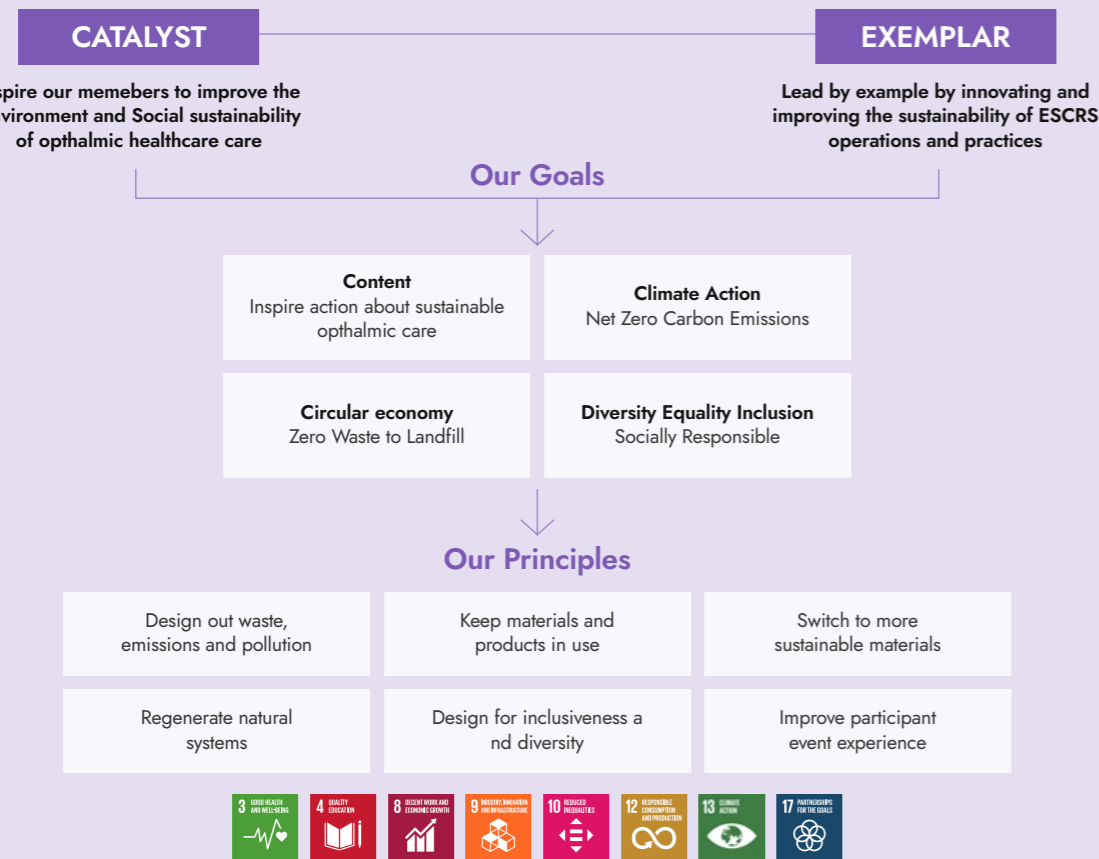 CATALYST
EXEMPLAR
spire our memebers to improve the
vironment and Social sustainability
of opthalmic healthcare care
Lead by example by innovating and
improving the sustainability of ESCRS
operations and practices
Our Goals
Content
Inspire action about sustainable
opthalmic care
Climate Action
Net Zero Carbon Emissions
Circular economy
Zero Waste to Landfill
Diversity Equality Inclusion
Socially Responsible
Our Principles
Design out waste,
emissions and pollution
Keep materials and
products in use
Switch to more
sustainable materials
Regenerate natural
systems
Design for inclusiveness a
nd diversity
Improve participant
event experience
3 GOOD HEALTH
AND WELL-BEING
4 QUALITY
EDUCATION
8 DECENT WORK AND
ECONOMIC GROWTH
9 INDUSTRY, INNOVATION
AND INFRASTRUCTURE
10 REDUCED
INEQUALITIES
12 RESPONSIBLE
CONSUMPTION
AND PRODUCTION
13 CLIMATE
ACTION
17 PARTNERSHIPS
FOR THE GOALS